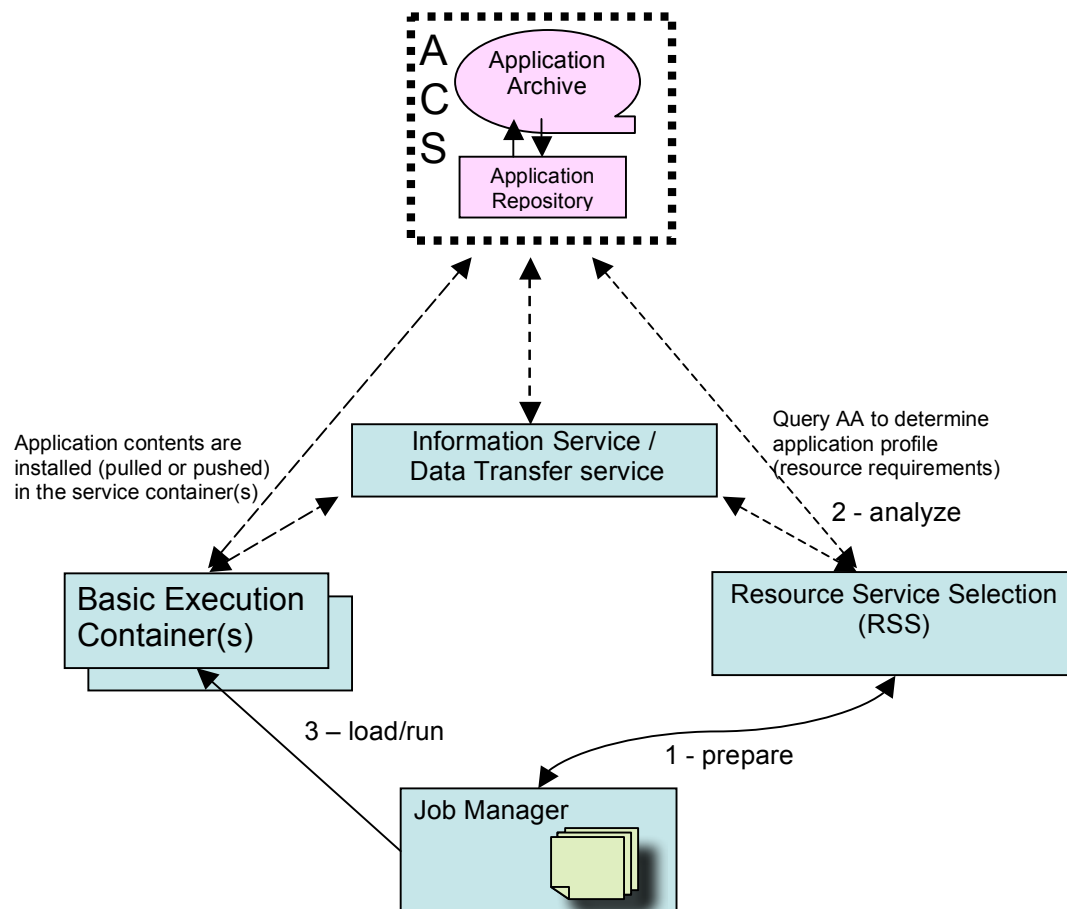 A
C
S
Application
Archive
Application
Repository
Application contents are
installed (pulled or pushed)
in the service container(s)
Information Service /
Data Transfer service
Query AA to determine
application profile
(resource requirements)
2 - analyze
Basic Execution
Container(s)
Resource Service Selection
(RSS)
3 – load/run
1 - prepare
Job Manager